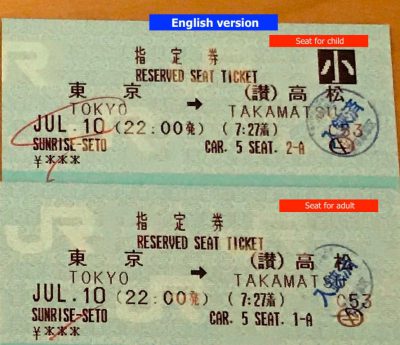 English version
Seat for child
指定券
RESERVED SEAT TICKET
小
東京 → (讃)高松
TOKYO TAKAMATSU
JUL. 10 (22:00発) (7:27着) C53
SUNRISE-SETO CAR. 5 SEAT. 2-A
¥***
Seat for adult
指定券
RESERVED SEAT TICKET
東京 → (讃)高松
TOKYO TAKAMATS
JUL. 10 (22:00発) (7:27着) C53
SUNRISE-SETO CAR. 5 SEAT. 1-A
¥***